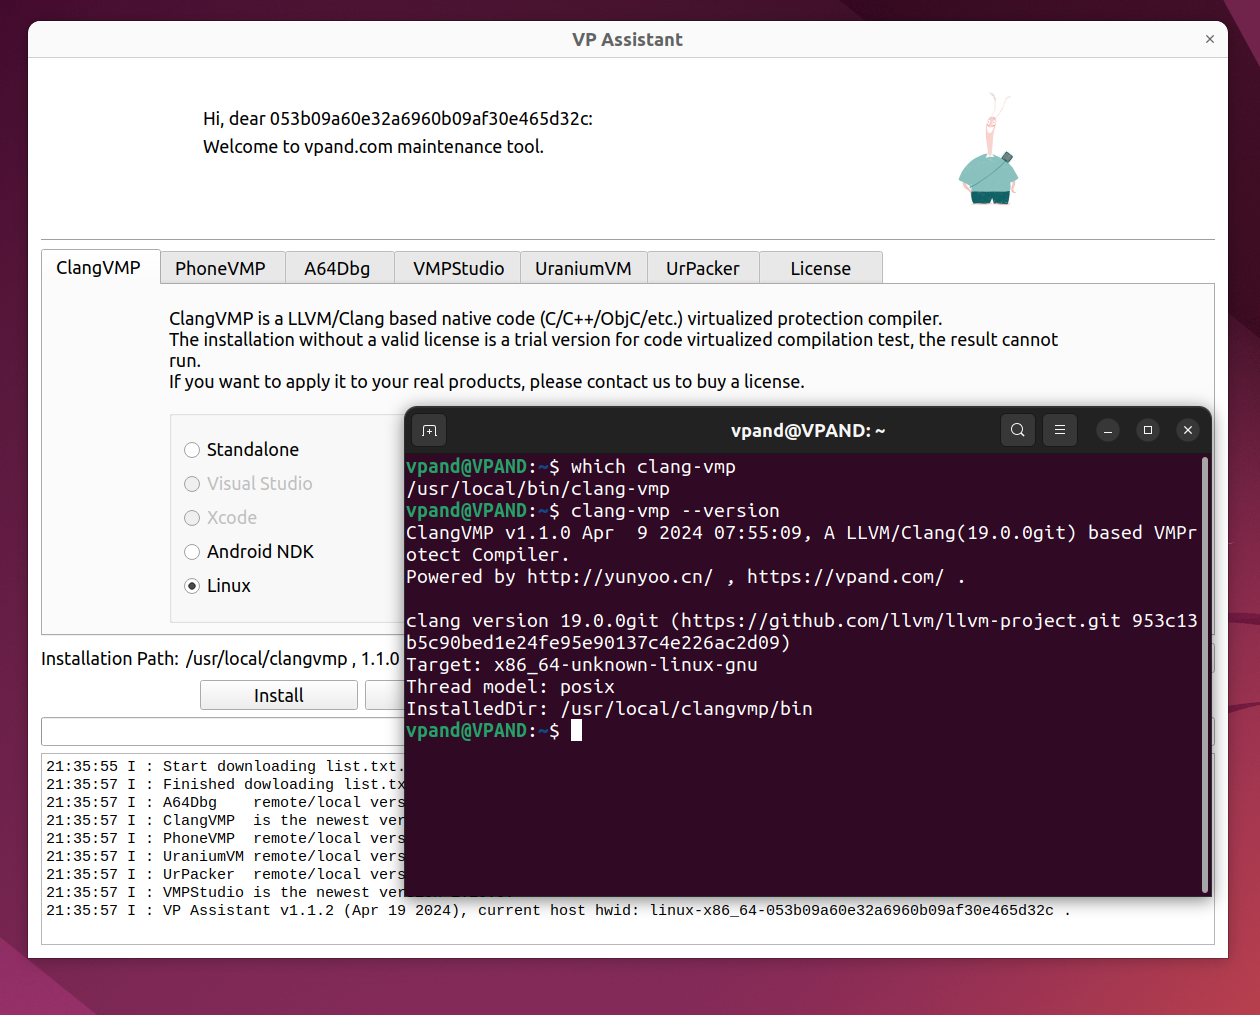 VP Assistant
Hi, dear 053b09a60e32a6960b09af30e465d32c:
Welcome to vpand.com maintenance tool.
ClangVMP PhoneVMP A64Dbg VMPStudio UraniumVM UrPacker License
ClangVMP is a LLVM/Clang based native code (C/C++/ObjC/etc.) virtualized protection compiler.
The installation without a valid license is a trial version for code virtualized compilation test, the result cannot
run.
If you want to apply it to your real products, please contact us to buy a license.
Standalone
Visual Studio
Xcode
Android NDK
Linux
Installation Path: /usr/local/clangvmp , 1.1.0
Install
vpand@VPAND: ~
vpand@VPAND:~$ which clang-vmp
/usr/local/bin/clang-vmp
vpand@VPAND:~$ clang-vmp --version
ClangVMP v1.1.0 Apr  9 2024 07:55:09, A LLVM/Clang(19.0.0git) based VMPr
otect Compiler.
Powered by http://yunyoo.cn/ , https://vpand.com/ .
clang version 19.0.0git (https://github.com/llvm/llvm-project.git 953c13
b5c90bed1e24fe95e90137c4e226ac2d09)
Target: x86_64-unknown-linux-gnu
Thread model: posix
InstalledDir: /usr/local/clangvmp/bin
vpand@VPAND:~$
21:35:55 I : Start downloading list.txt.
21:35:57 I : Finished dowloading list.tx
21:35:57 I : A64Dbg    remote/local vers
21:35:57 I : ClangVMP  is the newest ver
21:35:57 I : PhoneVMP  remote/local vers
21:35:57 I : UraniumVM remote/local vers
21:35:57 I : UrPacker  remote/local vers
21:35:57 I : VMPStudio is the newest ver
21:35:57 I : VP Assistant v1.1.2 (Apr 19 2024), current host hwid: linux-x86_64-053b09a60e32a6960b09af30e465d32c .